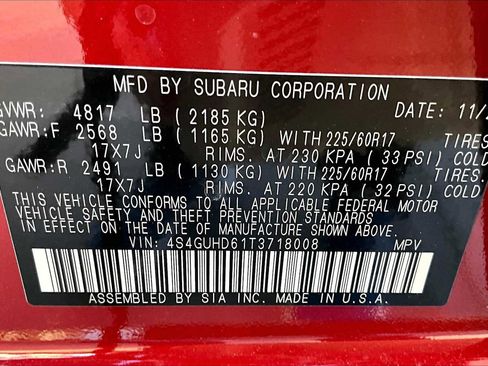 MFD BY SUBARU CORPORATION
GVWR: 4817 LB ( 2185 KG) DATE: 11/
GAWR:F 2568 LB ( 1165 KG) WITH 225/60R17 TIRES
17X7J RIMS. AT 230 KPA ( 33 PSI) COLD
GAWR:R 2491 LB ( 1130 KG) WITH 225/60R17 TIRES.
17X7J RIMS. AT 220 KPA ( 32 PSI) COLD
THIS VEHICLE CONFORMS TO ALL APPLICABLE FEDERAL MOTOR
VEHICLE SAFETY AND THEFT PREVENTION STANDARDS
IN EFFECT ON THE DATE OF MANUFACTURE SHOWN ABOVE.
VIN: 4S4GUHD61T3718008 MPV
ASSEMBLED BY SIA INC. MADE IN U.S.A.